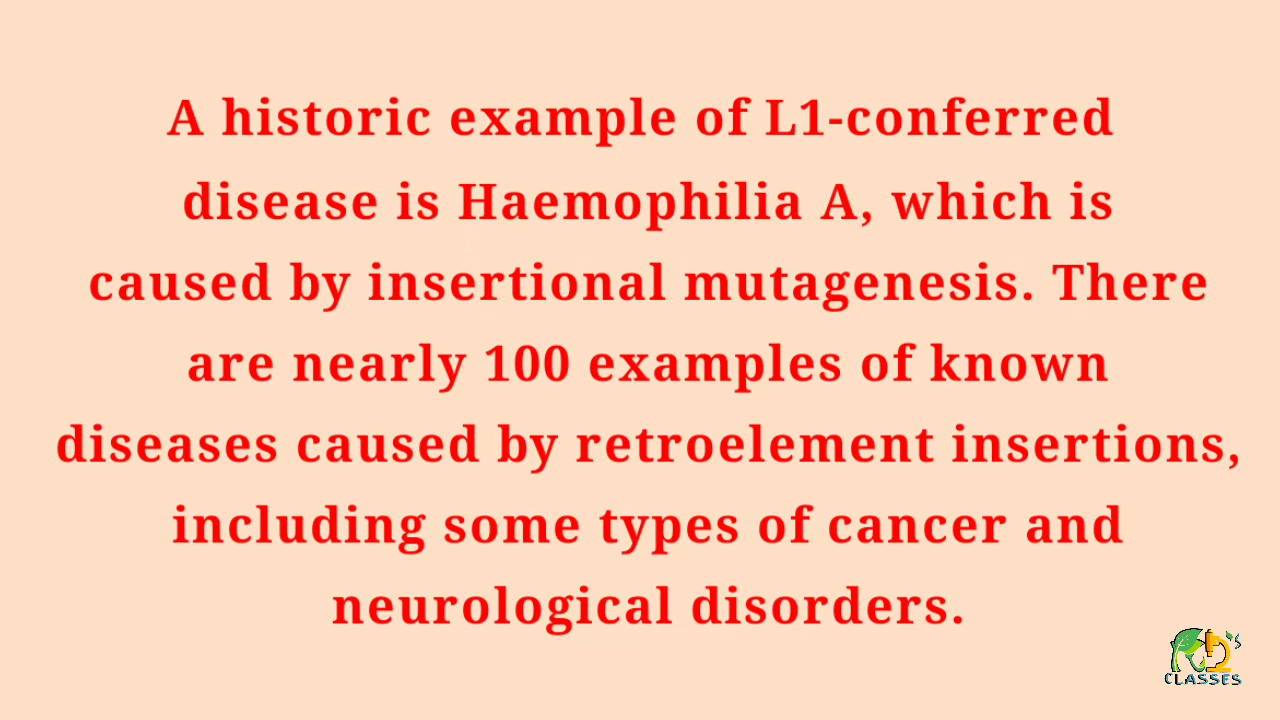 A historic example of L1-conferred
disease is Haemophilia A, which is
caused by insertional mutagenesis. There
are nearly 100 examples of known
diseases caused by retroelement insertions,
including some types of cancer and
neurological disorders.
CLASSES